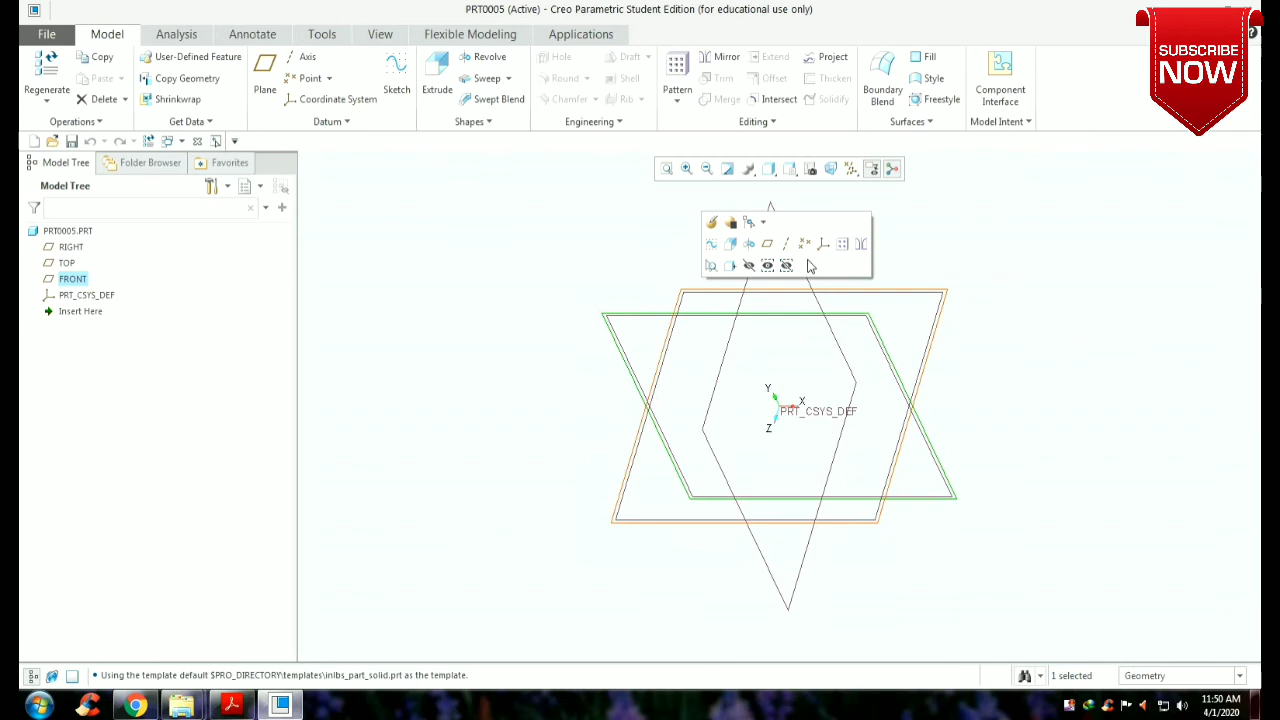 PRT0005 (Active) - Creo Parametric Student Edition (for educational use only)
SUBSCRIBE
NOW
File Model Analysis Annotate Tools View Flexible Modeling Applications
Regenerate
Copy
Paste
Delete
Operations
User-Defined Feature
Copy Geometry
Shrinkwrap
Get Data
Plane
Axis
Point
Coordinate System
Sketch
Datum
Extrude
Revolve
Sweep
Swept Blend
Shapes
Hole
Round
Chamfer
Draft
Shell
Rib
Engineering
Pattern
Mirror
Trim
Merge
Extend
Offset
Intersect
Project
Thicken
Solidify
Editing
Boundary
Blend
Fill
Style
Freestyle
Surfaces
Component
Interface
Model Intent
Model Tree Folder Browser Favorites
Model Tree
PRT0005.PRT
RIGHT
TOP
FRONT
PRT_CSYS_DEF
Insert Here
Y
X
PRT_CSYS_DEF
Z
• Using the template default $PRO_DIRECTORY\templates\inlbs_part_solid.prt as the template.
1 selected
Geometry
11:50 AM
4/1/2020